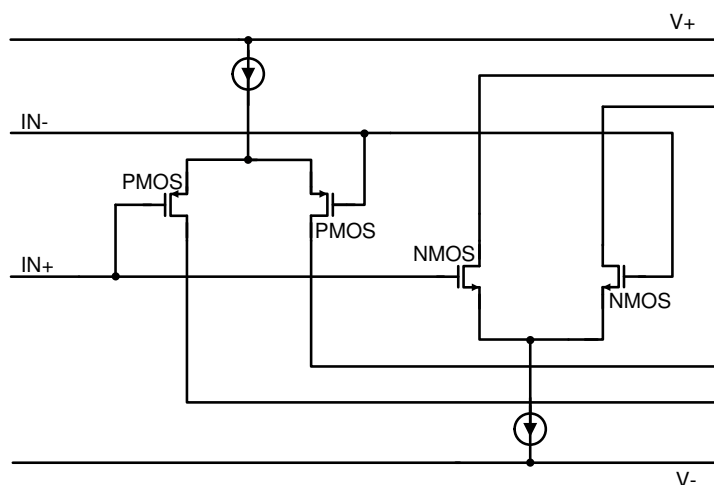 V+
IN-
PMOS
PMOS
NMOS
IN+
NMOS
V-